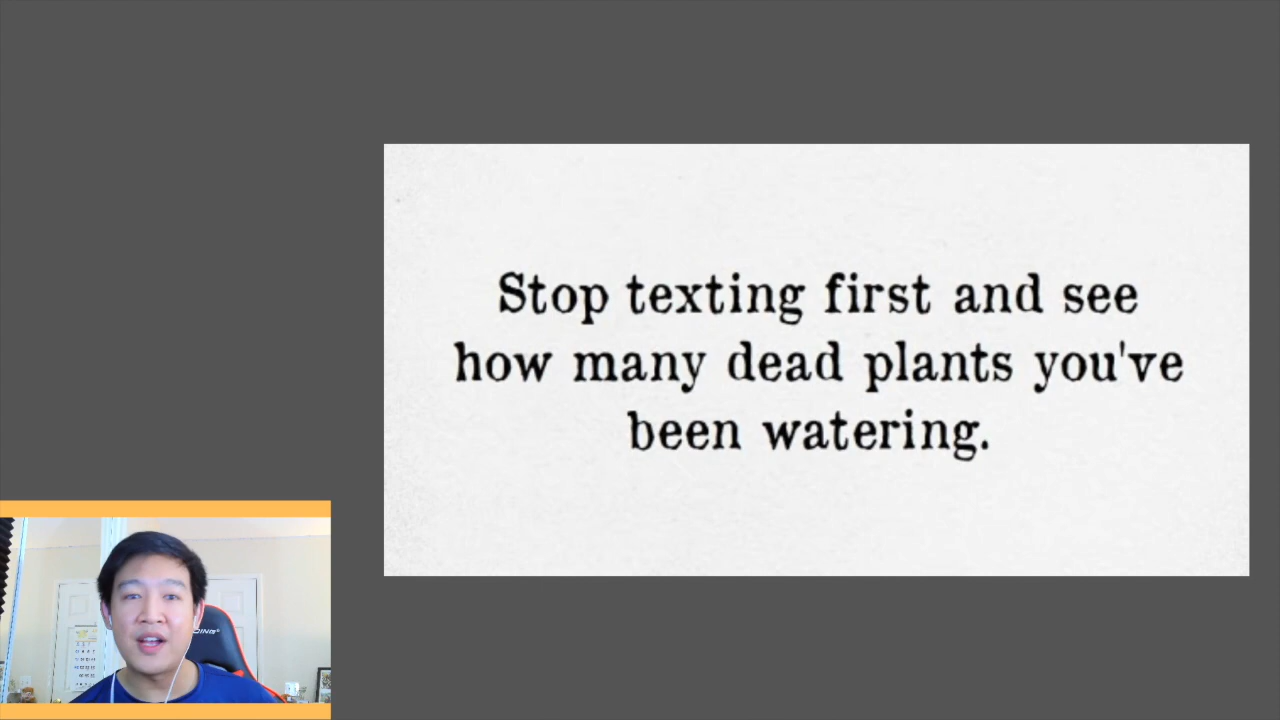 Stop texting first and see
how many dead plants you've
been watering.